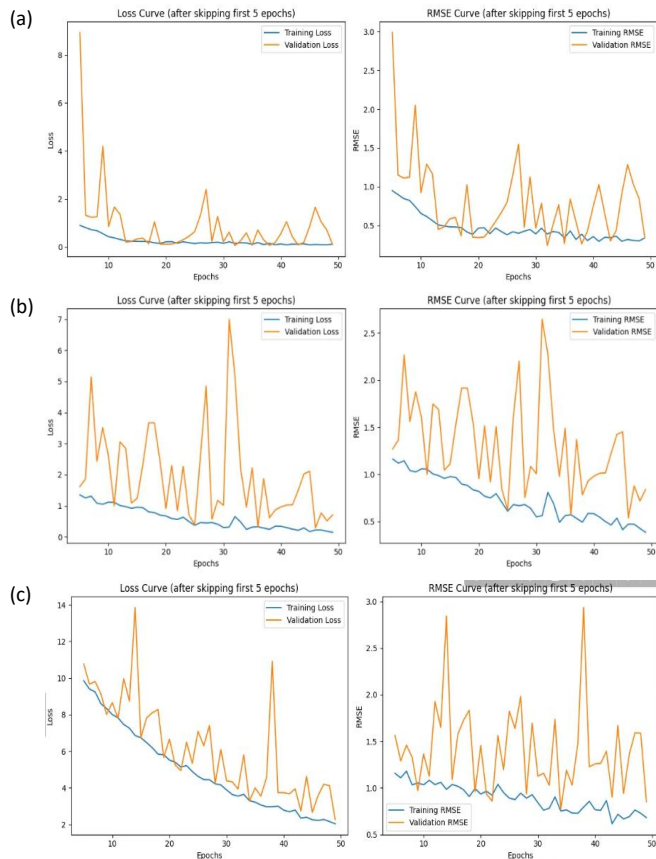 (a)
Loss Curve (after skipping first 5 epochs)
Training Loss
Validation Loss
Loss
8
6
4
2
0
10
20
30
40
50
Epochs
RMSE Curve (after skipping first 5 epochs)
Training RMSE
Validation RMSE
RMSE
3.0
2.5
2.0
1.5
1.0
0.5
10
20
30
40
50
Epochs
(b)
Loss Curve (after skipping first 5 epochs)
Training Loss
Validation Loss
Loss
7
6
5
4
3
2
1
0
10
20
30
40
50
Epochs
RMSE Curve (after skipping first 5 epochs)
Training RMSE
Validation RMSE
RMSE
2.5
2.0
1.5
1.0
0.5
10
20
30
40
50
Epochs
(c)
Loss Curve (after skipping first 5 epochs)
Training Loss
Validation Loss
Loss
14
12
10
8
6
4
2
10
20
30
40
50
Epochs
RMSE Curve (after skipping first 5 epochs)
Training RMSE
Validation RMSE
RMSE
3.0
2.5
2.0
1.5
1.0
0.5
10
20
30
40
50
Epochs